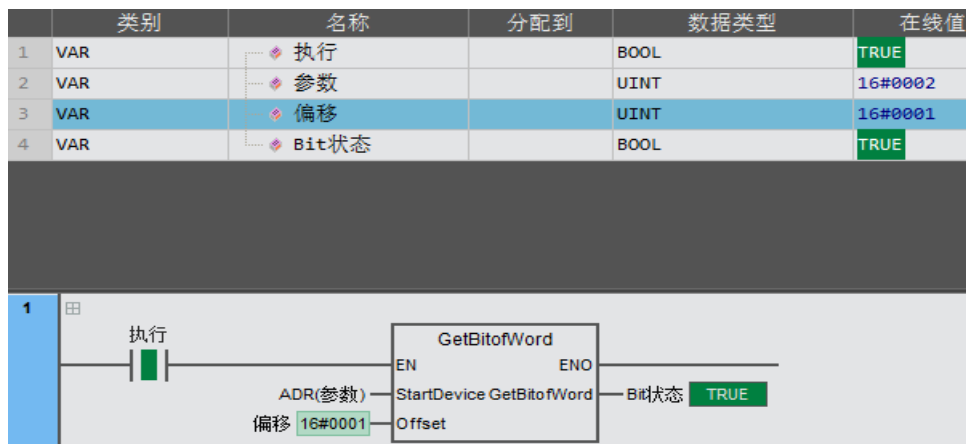 类别 名称 分配到 数据类型 在线值
1 VAR 执行 BOOL TRUE
2 VAR 参数 UINT 16#0002
3 VAR 偏移 UINT 16#0001
4 VAR Bit状态 BOOL TRUE
1
执行
GetBitofWord
EN ENO
ADR(参数) StartDevice GetBitofWord Bit状态 TRUE
偏移 16#0001 Offset